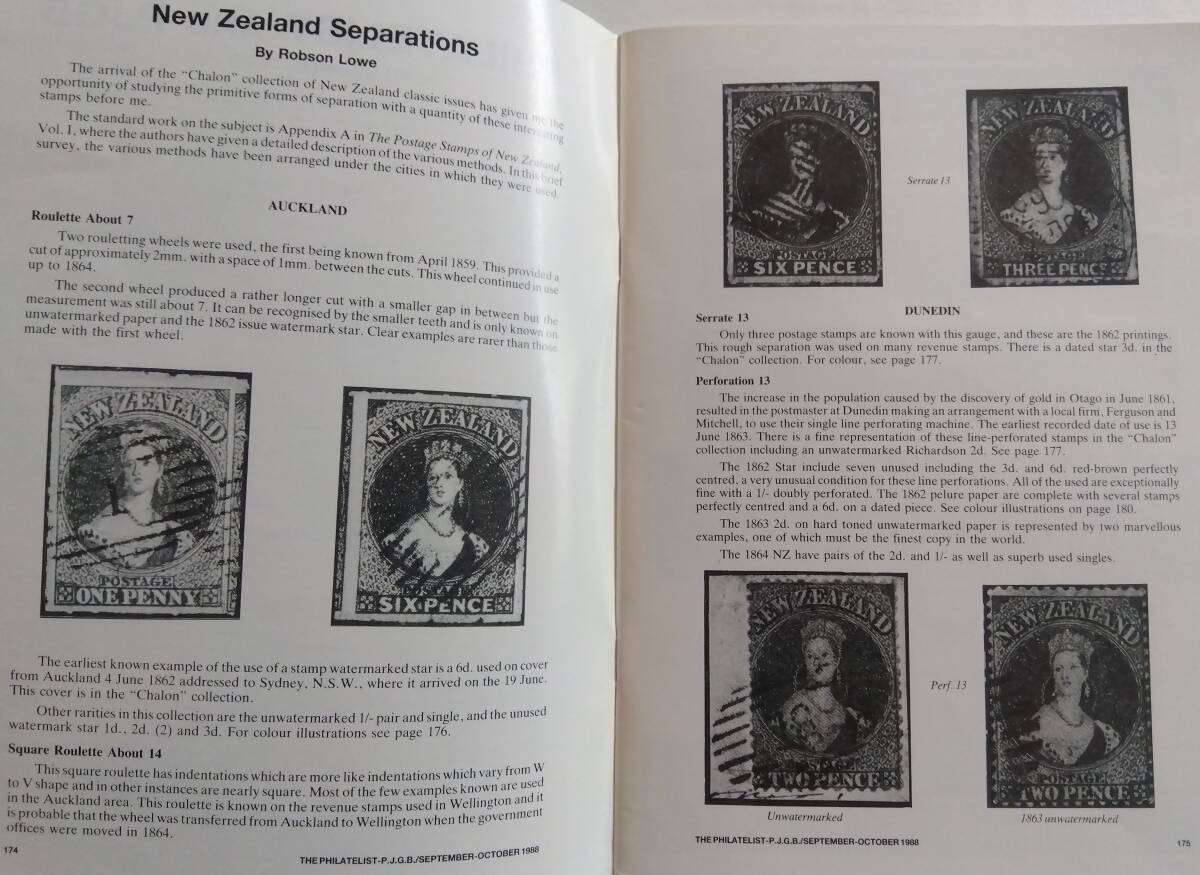 New Zealand Separations
By Robson Lowe
The arrival of the "Chalon" collection of New Zealand classic issues has given me the
opportunity of studying the primitive forms of separation with a quantity of these interesting
stamps before me.
The standard work on the subject is Appendix A in The Postage Stamps of New Zealand,
Vol. I, where the authors have given a detailed description of the various methods. In this brief
survey, the various methods have been arranged under the cities in which they were used.
AUCKLAND
Roulette About 7
Two rouletting wheels were used, the first being known from April 1859. This provided a
cut of approximately 2mm. with a space of 1mm. between the cuts. This wheel continued in use
up to 1864.
The second wheel produced a rather longer cut with a smaller gap in between but the
measurement was still about 7. It can be recognised by the smaller teeth and is only known on
unwatermarked paper and the 1862 issue watermark star. Clear examples are rarer than those
made with the first wheel.
NEW ZEALAND
POSTAGE
ONE PENNY
NEW ZEALAND
POSTAGE
SIX PENCE
The earliest known example of the use of a stamp watermarked star is a 6d. used on cover
from Auckland 4 June 1862 addressed to Sydney, N.S.W., where it arrived on the 19 June.
This cover is in the "Chalon" collection.
Other rarities in this collection are the unwatermarked 1/- pair and single, and the unused
watermark star 1d., 2d. (2) and 3d. For colour illustrations see page 176.
Square Roulette About 14
This square roulette has indentations which are more like indentations which vary from W
to V shape and in other instances are nearly square. Most of the few examples known are used
in the Auckland area. This roulette is known on the revenue stamps used in Wellington and it
is probable that the wheel was transferred from Auckland to Wellington when the government
offices were moved in 1864.
174
THE PHILATELIST-P.J.G.B./SEPTEMBER-OCTOBER 1988
NEW ZEALAND
POSTAGE
SIX PENCE
Serrate 13
NEW ZEALAND
POSTAGE
THREE PENCE
DUNEDIN
Serrate 13
Only three postage stamps are known with this gauge, and these are the 1862 printings.
This rough separation was used on many revenue stamps. There is a dated star 3d. in the
"Chalon" collection. For colour, see page 177.
Perforation 13
The increase in the population caused by the discovery of gold in Otago in June 1861,
resulted in the postmaster at Dunedin making an arrangement with a local firm, Ferguson and
Mitchell, to use their single line perforating machine. The earliest recorded date of use is 13
June 1863. There is a fine representation of these line-perforated stamps in the "Chalon"
collection including an unwatermarked Richardson 2d. See page 177.
The 1862 Star include seven unused including the 3d. and 6d. red-brown perfectly
centred, a very unusual condition for these line perforations. All of the used are exceptionally
fine with a 1/- doubly perforated. The 1862 pelure paper are complete with several stamps
perfectly centred and a 6d. on a dated piece. See colour illustrations on page 180.
The 1863 2d. on hard toned unwatermarked paper is represented by two marvellous
examples, one of which must be the finest copy in the world.
The 1864 NZ have pairs of the 2d. and 1/- as well as superb used singles.
NEW ZEALAND
TWO PENCE
Unwatermarked
Perf. 13
NEW ZEALAND
POSTAGE
TWO PENCE
1863 unwatermarked
THE PHILATELIST-P.J.G.B./SEPTEMBER-OCTOBER 1988
175